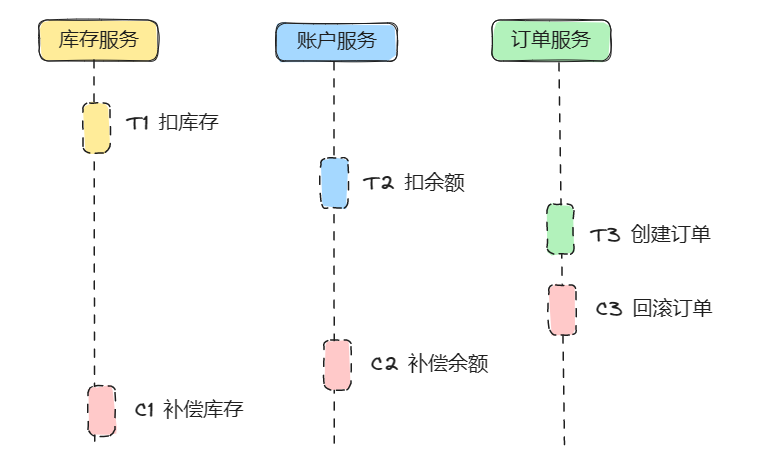 库存服务
账户服务
订单服务
T1 扣库存
T2 扣余额
T3 创建订单
C3 回滚订单
C2 补偿余额
C1 补偿库存